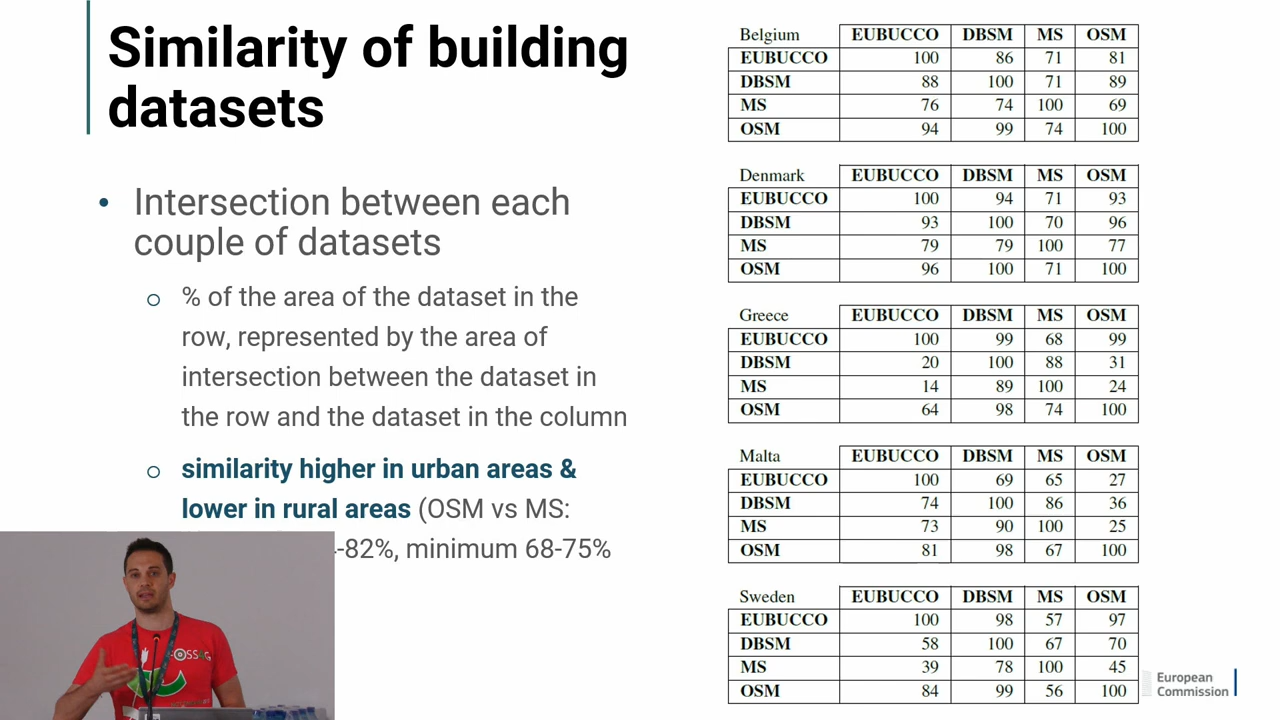 Similarity of building
datasets
• Intersection between each
couple of datasets
o % of the area of the dataset in the
row, represented by the area of
intersection between the dataset in
the row and the dataset in the column
o similarity higher in urban areas &
lower in rural areas (OSM vs MS:
-82%, minimum 68-75%
Belgium EUBUCCO DBSM MS OSM
EUBUCCO 100 86 71 81
DBSM 88 100 71 89
MS 76 74 100 69
OSM 94 99 74 100
Denmark EUBUCCO DBSM MS OSM
EUBUCCO 100 94 71 93
DBSM 93 100 70 96
MS 79 79 100 77
OSM 96 100 71 100
Greece EUBUCCO DBSM MS OSM
EUBUCCO 100 99 68 99
DBSM 20 100 88 31
MS 14 89 100 24
OSM 64 98 74 100
Malta EUBUCCO DBSM MS OSM
EUBUCCO 100 69 65 27
DBSM 74 100 86 36
MS 73 90 100 25
OSM 81 98 67 100
Sweden EUBUCCO DBSM MS OSM
EUBUCCO 100 98 57 97
DBSM 58 100 67 70
MS 39 78 100 45
OSM 84 99 56 100
European
Commission